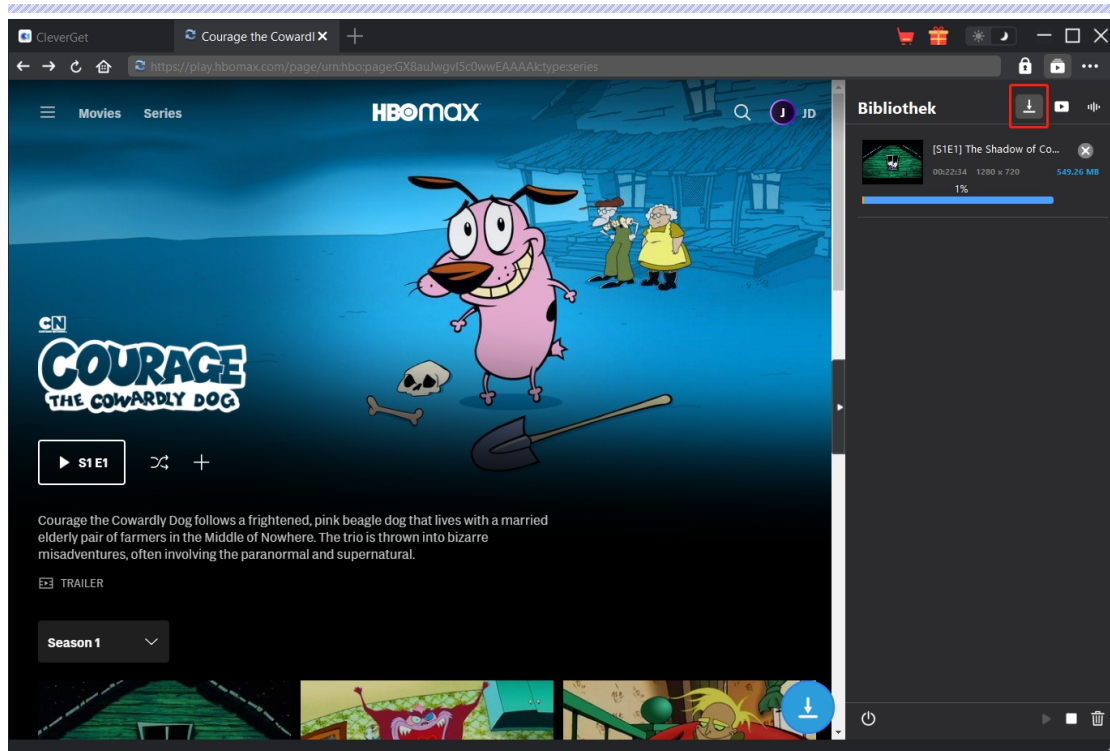 CleverGet
Courage the Cowardl
https://play.hbomax.com/page/urn:hbo:page:GX8auJwgvI5c0wwEAAAAk:type:series
Movies Series
HBOMAX
J JD
Bibliothek
[S1E1] The Shadow of Co...
00:22:34 1280 x 720 549.26 MB
1%
CN
COURAGE
THE COWARDLY DOG
S1 E1
Courage the Cowardly Dog follows a frightened, pink beagle dog that lives with a married
elderly pair of farmers in the Middle of Nowhere. The trio is thrown into bizarre
misadventures, often involving the paranormal and supernatural.
TRAILER
Season 1